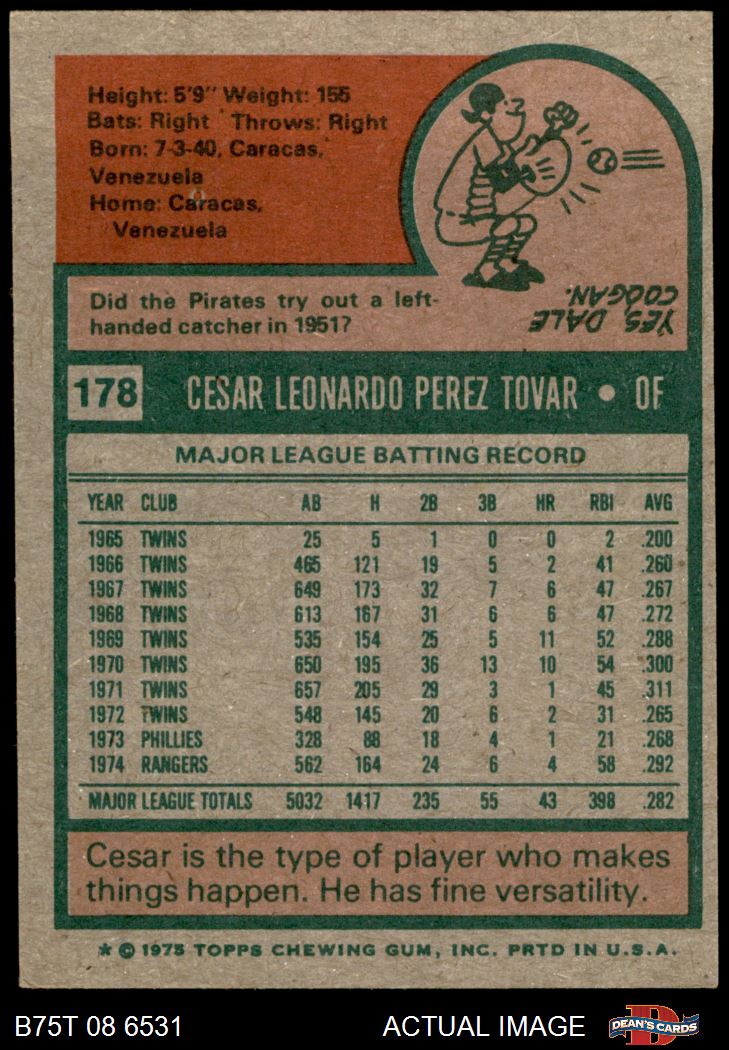 Height: 5'9" Weight: 155
Bats: Right Throws: Right
Born: 7-3-40, Caracas,
Venezuela
Home: Caracas,
Venezuela
Did the Pirates try out a left-
handed catcher in 1951?
YES, DALE
COOGAN.
178 CESAR LEONARDO PEREZ TOVAR • OF
MAJOR LEAGUE BATTING RECORD
YEAR CLUB AB H 2B 3B HR RBI AVG
1965 TWINS 25 5 1 0 0 2 .200
1966 TWINS 465 121 19 5 2 41 .260
1967 TWINS 649 173 32 7 6 47 .267
1968 TWINS 613 167 31 6 6 47 .272
1969 TWINS 535 154 25 5 11 52 .288
1970 TWINS 650 195 36 13 10 54 .300
1971 TWINS 657 205 29 3 1 45 .311
1972 TWINS 548 145 20 6 2 31 .265
1973 PHILLIES 328 88 18 4 1 21 .268
1974 RANGERS 562 164 24 6 4 58 .292
MAJOR LEAGUE TOTALS 5032 1417 235 55 43 398 .282
Cesar is the type of player who makes
things happen. He has fine versatility.
* © 1975 TOPPS CHEWING GUM, INC. PRTD IN U.S.A.
B75T 08 6531 ACTUAL IMAGE DEAN'S CARDS